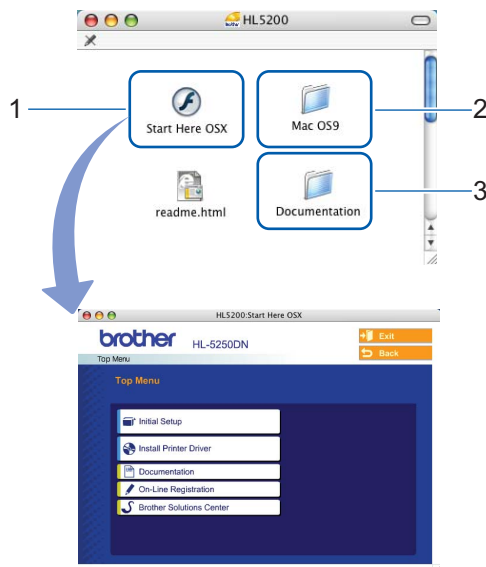 HL5200
1
Start Here OSX
Mac OS9
2
readme.html
Documentation
3
HL5200:Start Here OSX
brother HL-5250DN
Exit
Back
Top Menu
Top Menu
Initial Setup
Install Printer Driver
Documentation
On-Line Registration
Brother Solutions Center